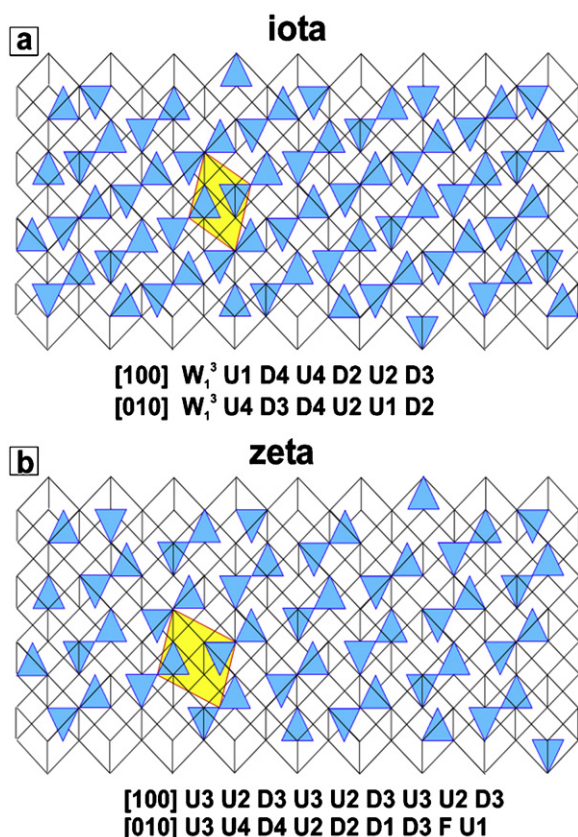 iota
a
[100] W₁³ U1 D4 U4 D2 U2 D3
[010] W₁³ U4 D3 D4 U2 U1 D2
zeta
b
[100] U3 U2 D3 U3 U2 D3 U3 U2 D3
[010] U3 U4 D4 U2 D2 D1 D3 F U1